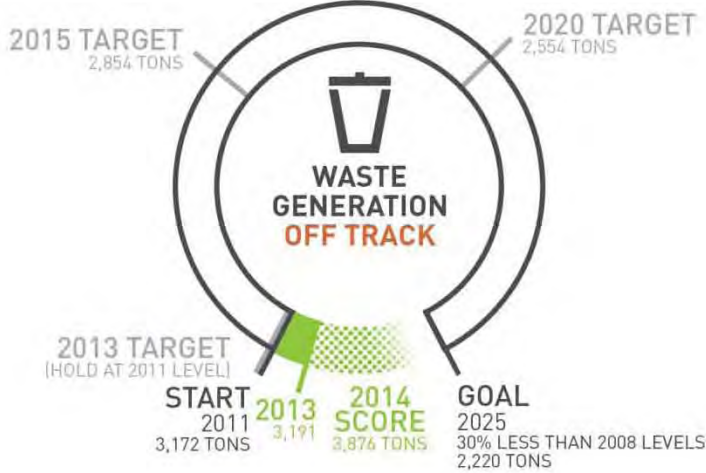 2015 TARGET
2,854 TONS
2020 TARGET
2,554 TONS
WASTE
GENERATION
OFF TRACK
2013 TARGET
(HOLD AT 2011 LEVEL)
START
2011
3,172 TONS
2013
3,191
2014
SCORE
3,876 TONS
GOAL
2025
30% LESS THAN 2008 LEVELS
2,220 TONS